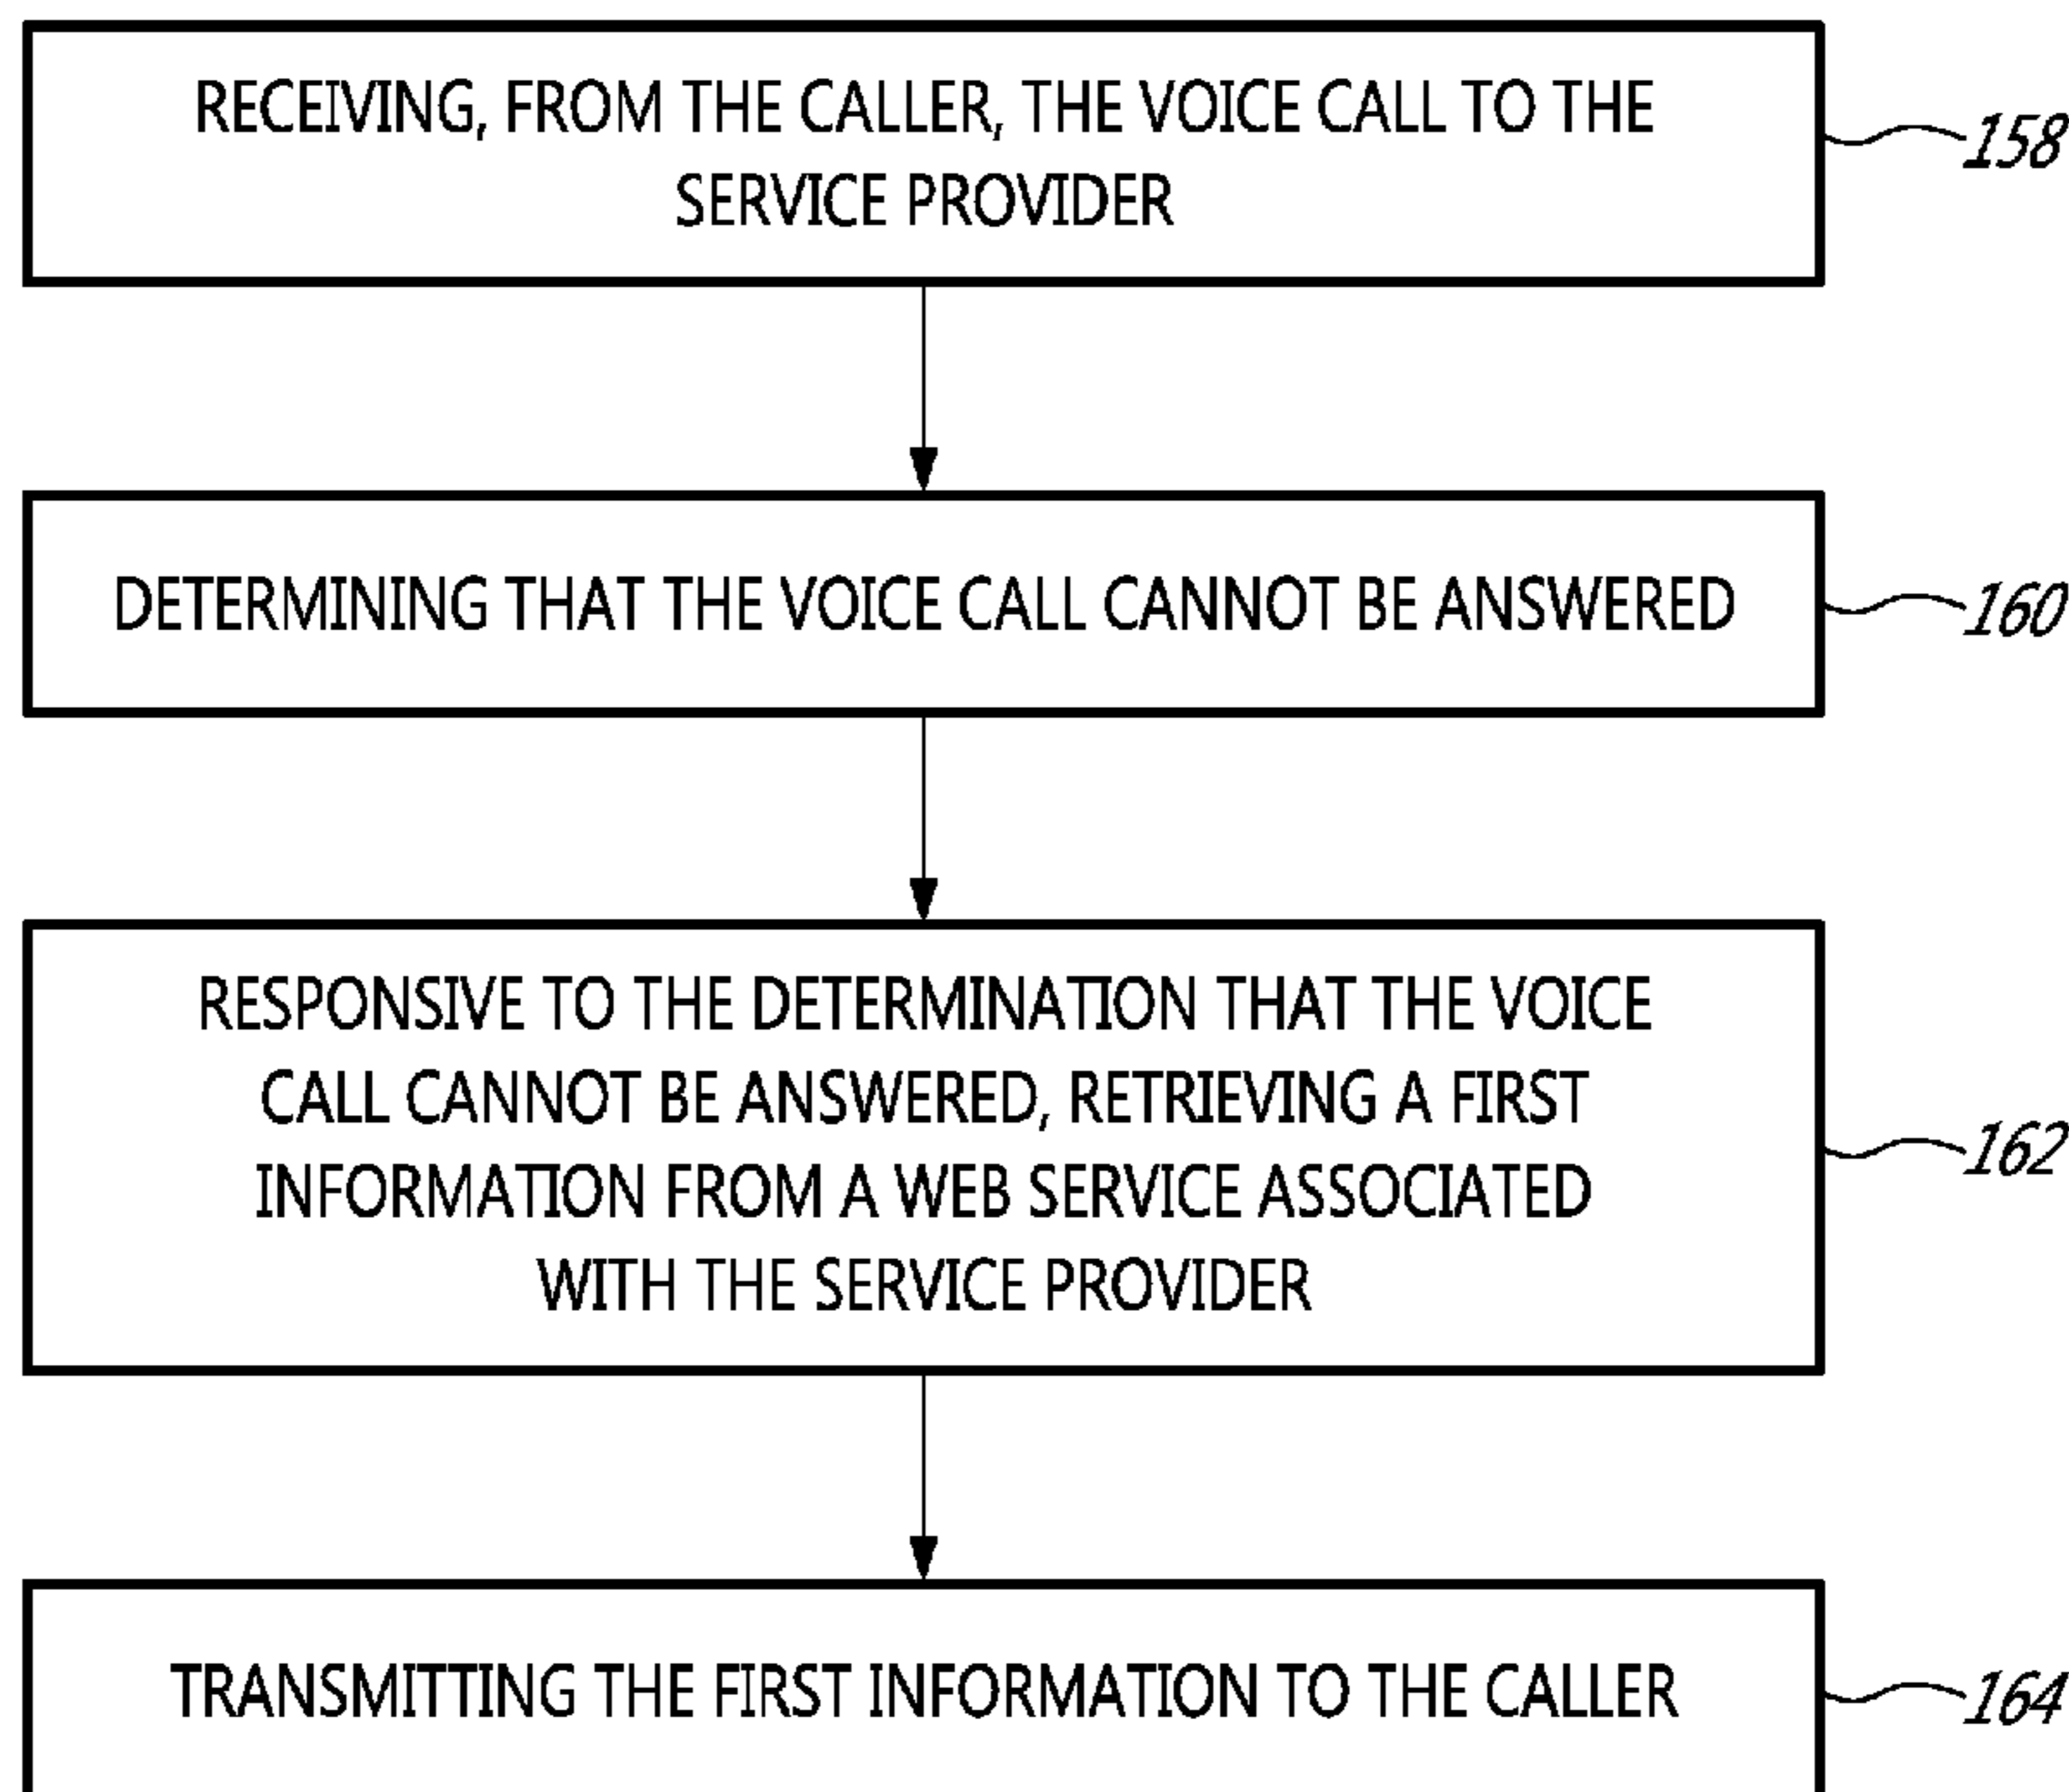 RECEIVING, FROM THE CALLER, THE VOICE CALL TO THE
SERVICE PROVIDER
158
DETERMINING THAT THE VOICE CALL CANNOT BE ANSWERED
160
RESPONSIVE TO THE DETERMINATION THAT THE VOICE
CALL CANNOT BE ANSWERED, RETRIEVING A FIRST
INFORMATION FROM A WEB SERVICE ASSOCIATED
WITH THE SERVICE PROVIDER
162
TRANSMITTING THE FIRST INFORMATION TO THE CALLER
164